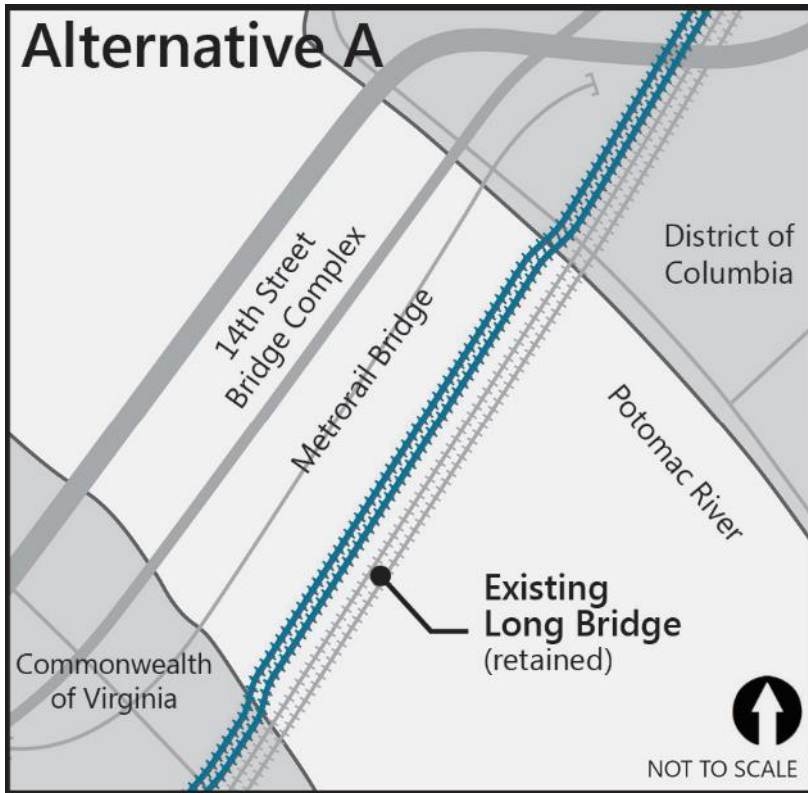 Alternative A
14th Street
Bridge Complex
Metrorail Bridge
District of
Columbia
Potomac River
Existing
Long Bridge
(retained)
Commonwealth
of Virginia
NOT TO SCALE